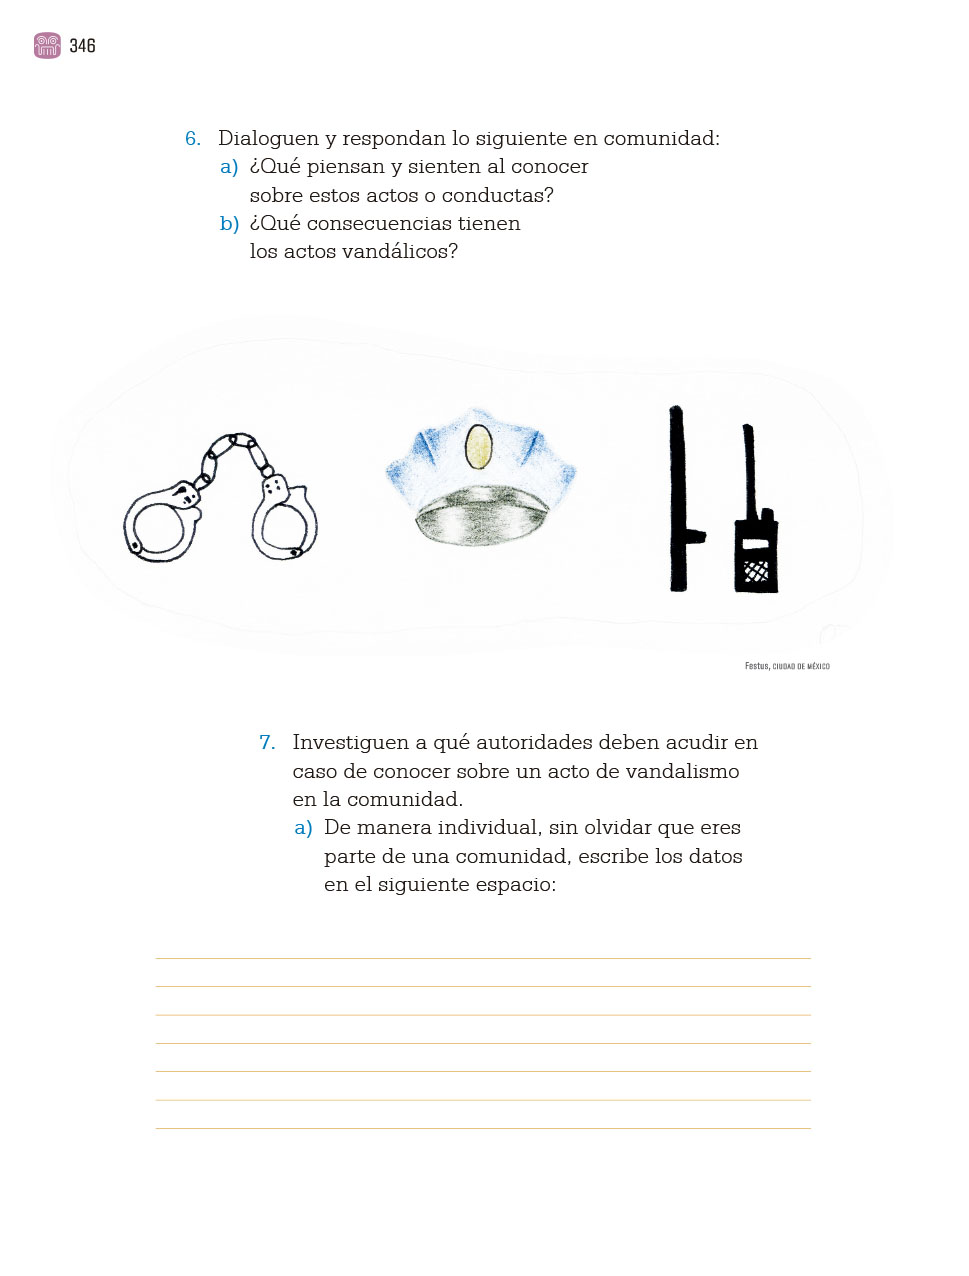 346
6. Dialoguen y respondan lo siguiente en comunidad:
a) ¿Qué piensan y sienten al conocer
sobre estos actos o conductas?
b) ¿Qué consecuencias tienen
los actos vandálicos?
Festus, CIUDAD DE MÉXICO
7. Investiguen a qué autoridades deben acudir en
caso de conocer sobre un acto de vandalismo
en la comunidad.
a) De manera individual, sin olvidar que eres
parte de una comunidad, escribe los datos
en el siguiente espacio: